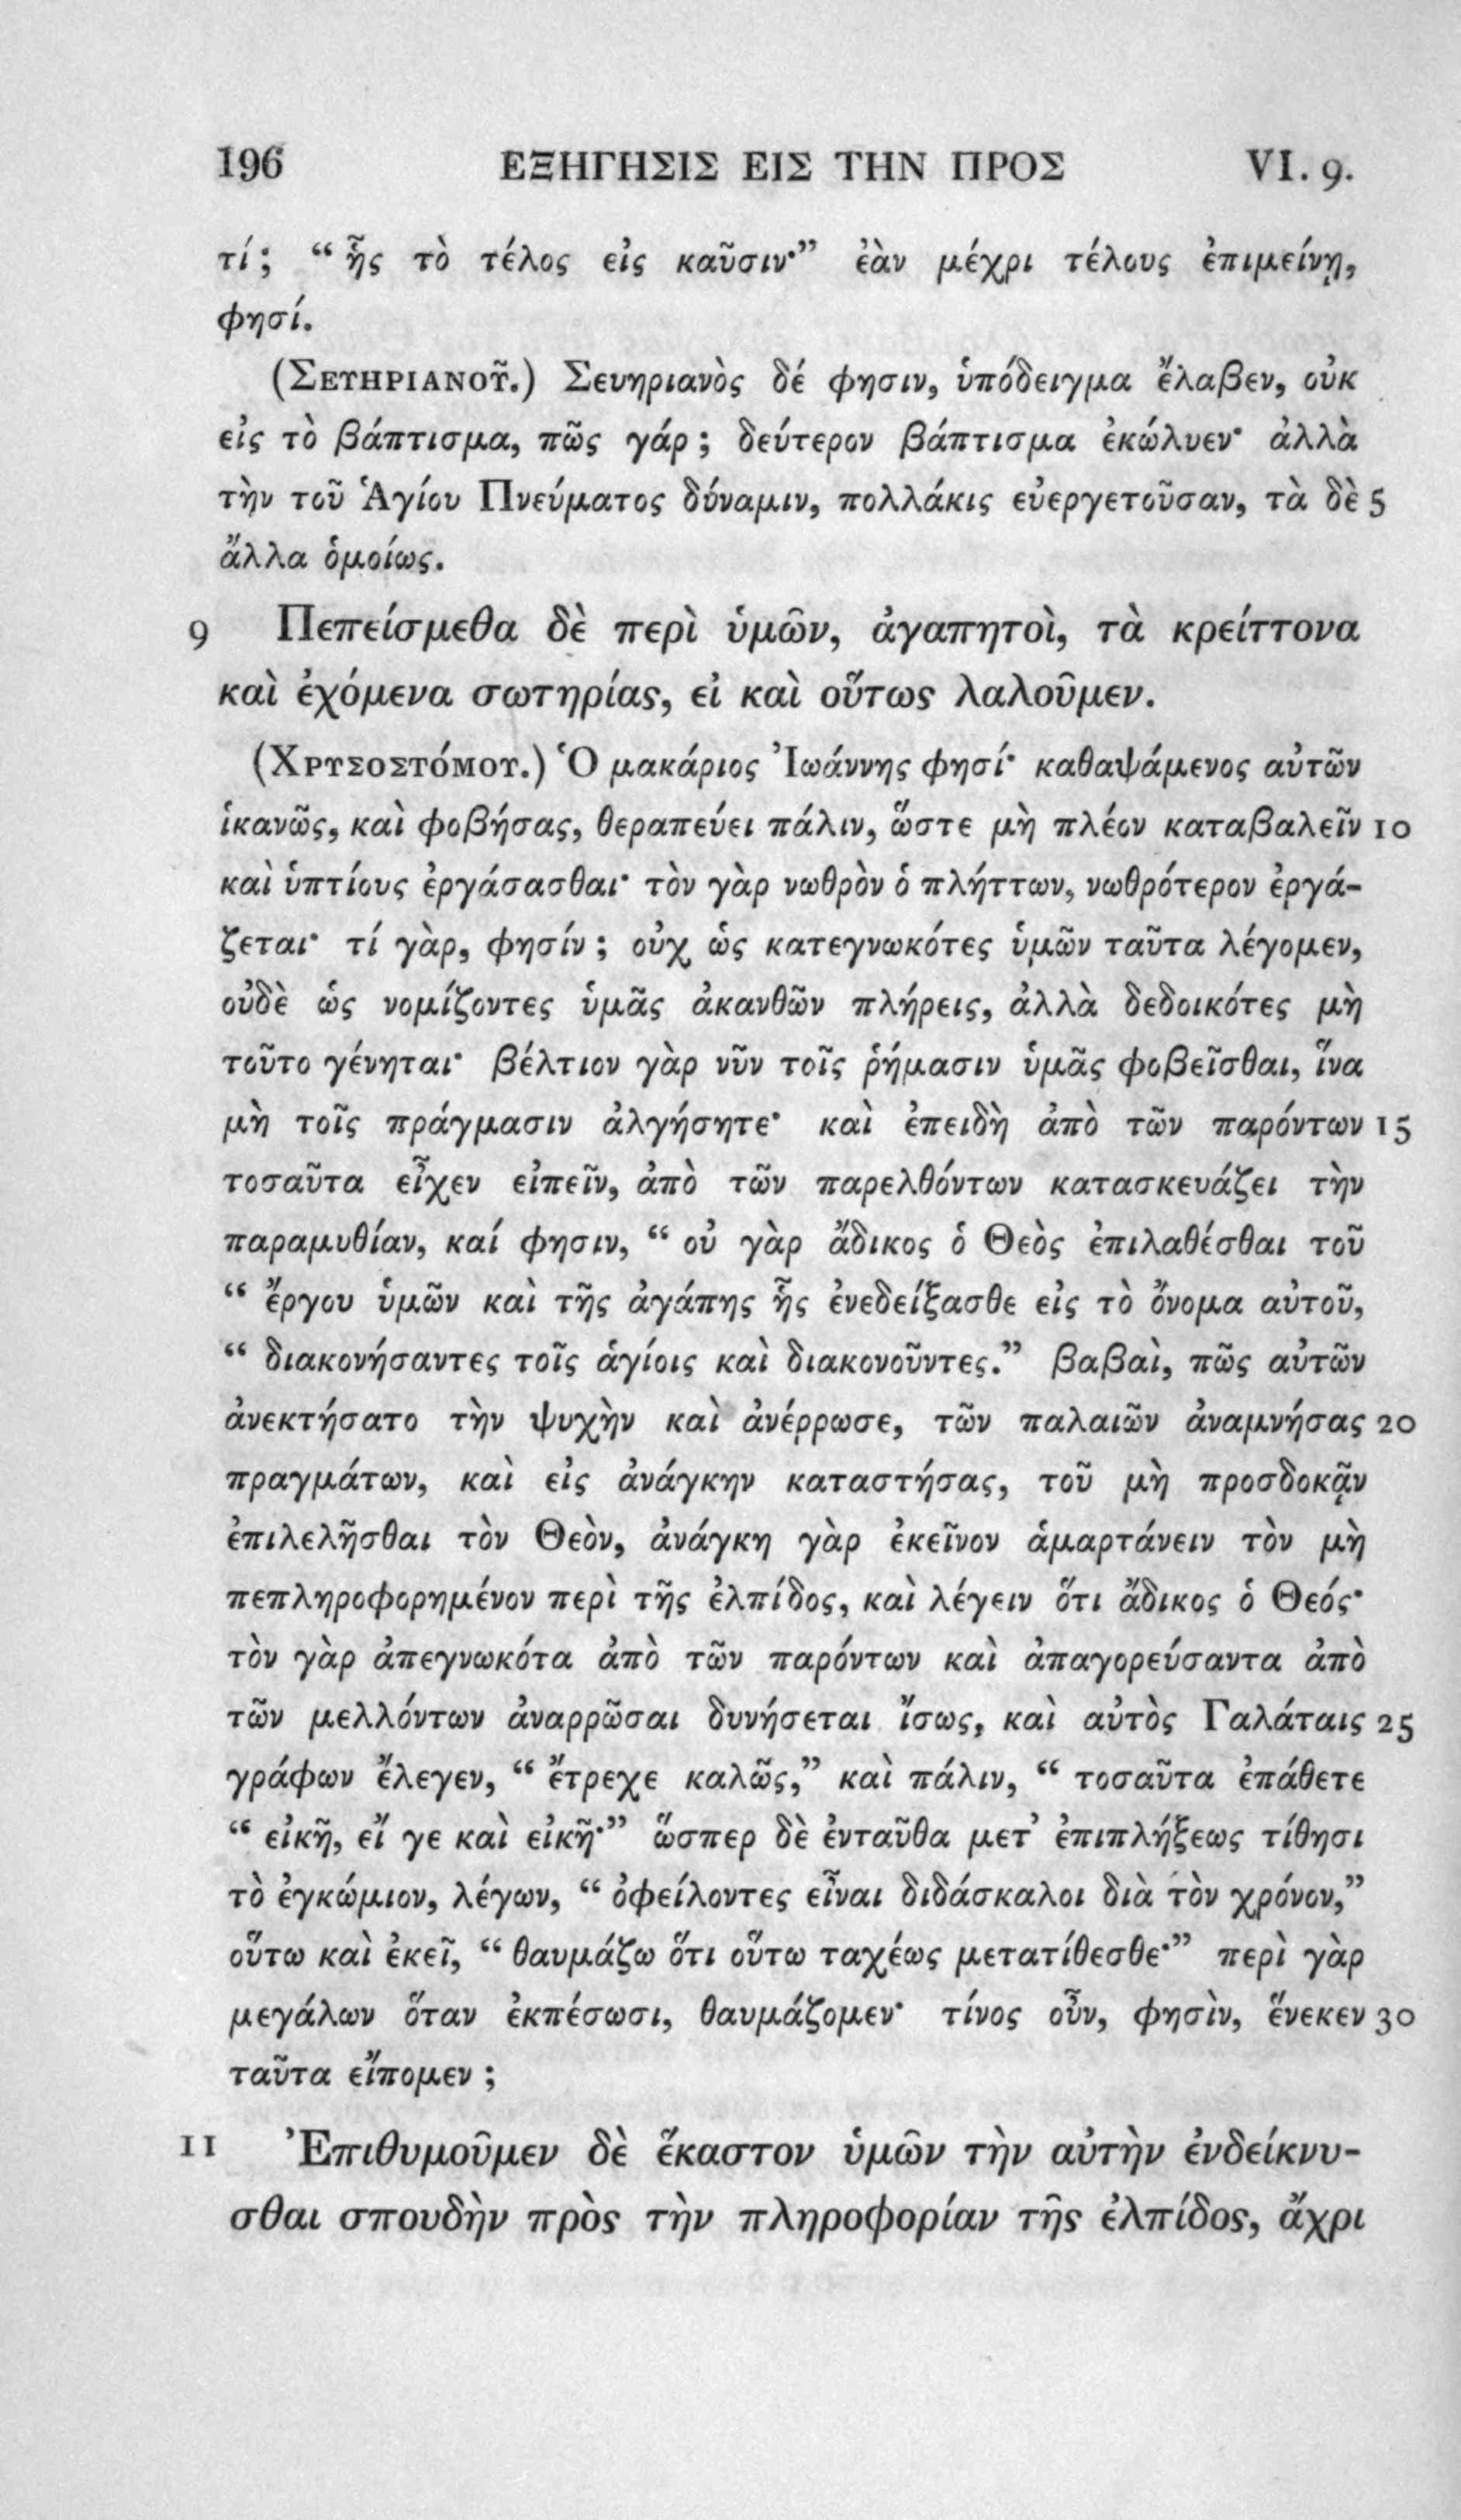 196 ΕΞΗΓΗΣΙΣ ΕΙΣ ΤΗΝ ΠΡΟΣ VI. 9.
τί; “ ἧς τὸ τέλος εἰς καῦσιν·” ἐὰν μέχρι τέλους ἐπιμείνῃ,
φησί.
(ΣΕΥΗΡΙΑΝΟῦ.) Σευηριανὸς δέ φησιν, ὑπόδειγμα ἔλαβεν, οὐκ
εἰς τὸ βάπτισμα, πῶς γάρ; δεύτερον βάπτισμα ἐκώλυεν· ἀλλὰ
τὴν τοῦ Ἁγίου Πνεύματος δύναμιν, πολλάκις εὐεργετοῦσαν, τὰ δὲ 5
ἄλλα ὁμοίως.
9 Πεπείσμεθα δὲ περὶ ὑμῶν, ἀγαπητοὶ, τὰ κρείττονα
καὶ ἐχόμενα σωτηρίας, εἰ καὶ οὕτως λαλοῦμεν.
(ΧΡΥΣΟΣΤόΜΟΥ.) Ὁ μακάριος Ἰωάννης φησί· καθαψάμενος αὐτῶν
ἱκανῶς, καὶ φοβήσας, θεραπεύει πάλιν, ὥστε μὴ πλέον καταβαλεῖν 10
καὶ ὑπτίους ἐργάσασθαι· τὸν γὰρ νωθρὸν ὁ πλήττων, νωθρότερον ἐργά-
ζεται· τί γὰρ, φησίν; οὐχ ὡς κατεγνωκότες ὑμῶν ταῦτα λέγομεν,
οὐδὲ ὡς νομίζοντες ὑμᾶς ἀκανθῶν πλήρεις, ἀλλὰ δεδοικότες μὴ
τοῦτο γένηται· βέλτιον γὰρ νῦν τοῖς ῥήμασιν ὑμᾶς φοβεῖσθαι, ἵνα
μὴ τοῖς πράγμασιν ἀλγήσητε· καὶ ἐπειδὴ ἀπὸ τῶν παρόντων 15
τοσαῦτα εἶχεν εἰπεῖν, ἀπὸ τῶν παρελθόντων κατασκευάζει τὴν
παραμυθίαν, καί φησιν, “ οὐ γὰρ ἄδικος ὁ Θεὸς ἐπιλαθέσθαι τοῦ
“ ἔργου ὑμῶν καὶ τῆς ἀγάπης ἧς ἐνεδείξασθε εἰς τὸ ὄνομα αὐτοῦ,
“ διακονήσαντες τοῖς ἁγίοις καὶ διακονοῦντες.” βαβαὶ, πῶς αὐτῶν
ἀνεκτήσατο τὴν ψυχὴν καὶ ἀνέρρωσε, τῶν παλαιῶν ἀναμνήσας 20
πραγμάτων, καὶ εἰς ἀνάγκην καταστήσας, τοῦ μὴ προσδοκᾷν
ἐπιλελῆσθαι τὸν Θεὸν, ἀνάγκη γὰρ ἐκεῖνον ἁμαρτάνειν τὸν μὴ
πεπληροφορημένον περὶ τῆς ἐλπίδος, καὶ λέγειν ὅτι ἄδικος ὁ Θεός·
τὸν γὰρ ἀπεγνωκότα ἀπὸ τῶν παρόντων καὶ ἀπαγορεύσαντα ἀπὸ
τῶν μελλόντων ἀναρρῶσαι δυνήσεται ἴσως, καὶ αὐτὸς Γαλάταις 25
γράφων ἔλεγεν, “ ἔτρεχε καλῶς,” καὶ πάλιν, “ τοσαῦτα ἐπάθετε
“ εἰκῆ, εἴ γε καὶ εἰκῆ·” ὥσπερ δὲ ἐνταῦθα μετ’ ἐπιπλήξεως τίθησι
τὸ ἐγκώμιον, λέγων, “ ὀφείλοντες εἶναι διδάσκαλοι διὰ τὸν χρόνον,”
οὕτω καὶ ἐκεῖ, “ θαυμάζω ὅτι οὕτω ταχέως μετατίθεσθε·” περὶ γὰρ
μεγάλων ὅταν ἐκπέσωσι, θαυμάζομεν· τίνος οὖν, φησὶν, ἕνεκεν 30
ταῦτα εἴπομεν;
11 Ἐπιθυμοῦμεν δὲ ἕκαστον ὑμῶν τὴν αὐτὴν ἐνδείκνυ-
σθαι σπουδὴν πρὸς τὴν πληροφορίαν τῆς ἐλπίδος, ἄχρι